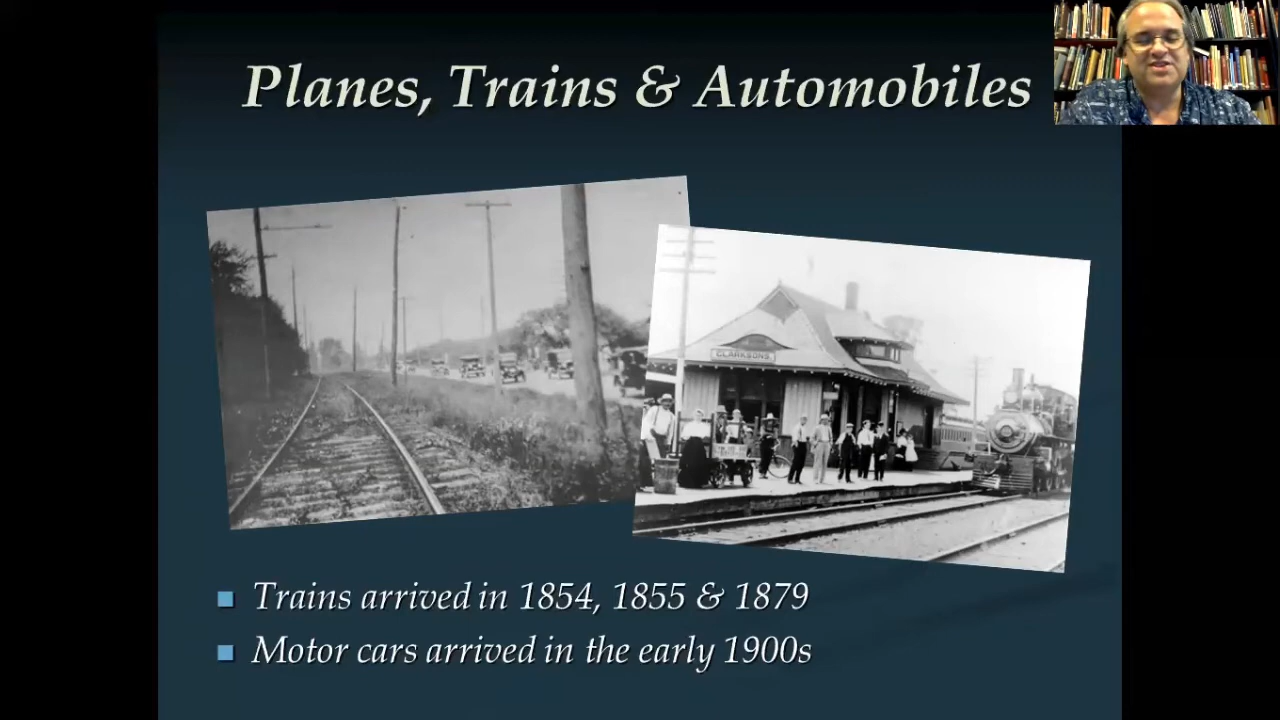 Planes, Trains & Automobiles
CLARKSONS.
Trains arrived in 1854, 1855 & 1879
Motor cars arrived in the early 1900s